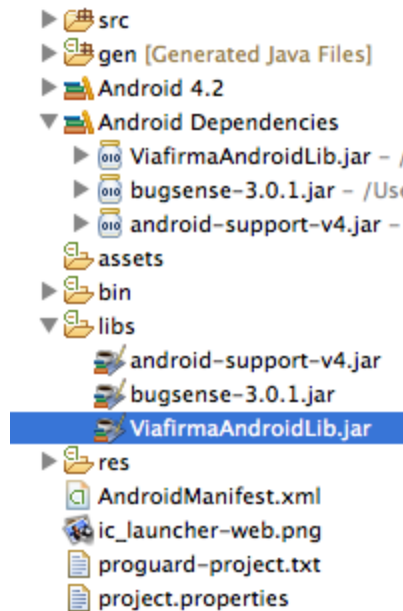 src
gen [Generated Java Files]
Android 4.2
Android Dependencies
ViafirmaAndroidLib.jar - /
bugsense-3.0.1.jar - /Use
android-support-v4.jar -
assets
bin
libs
android-support-v4.jar
bugsense-3.0.1.jar
ViafirmaAndroidLib.jar
res
AndroidManifest.xml
ic_launcher-web.png
proguard-project.txt
project.properties